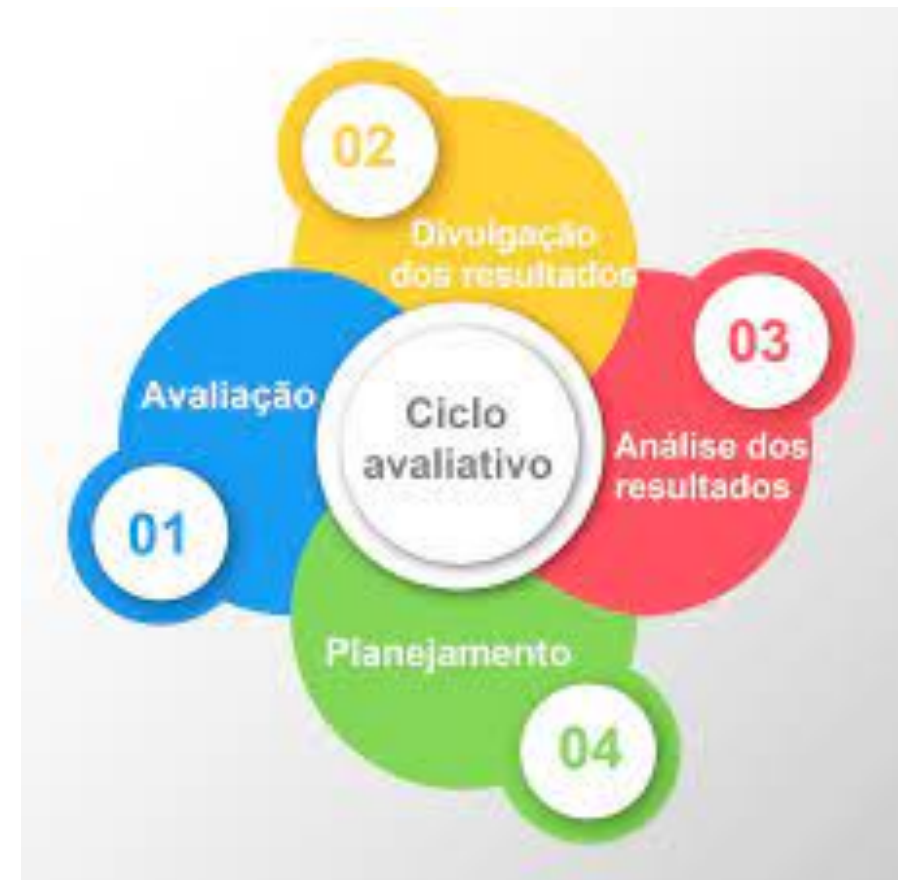 Ciclo
avaliativo
01
Avaliação
02
Divulgação
dos resultados
03
Análise dos
resultados
04
Planejamento